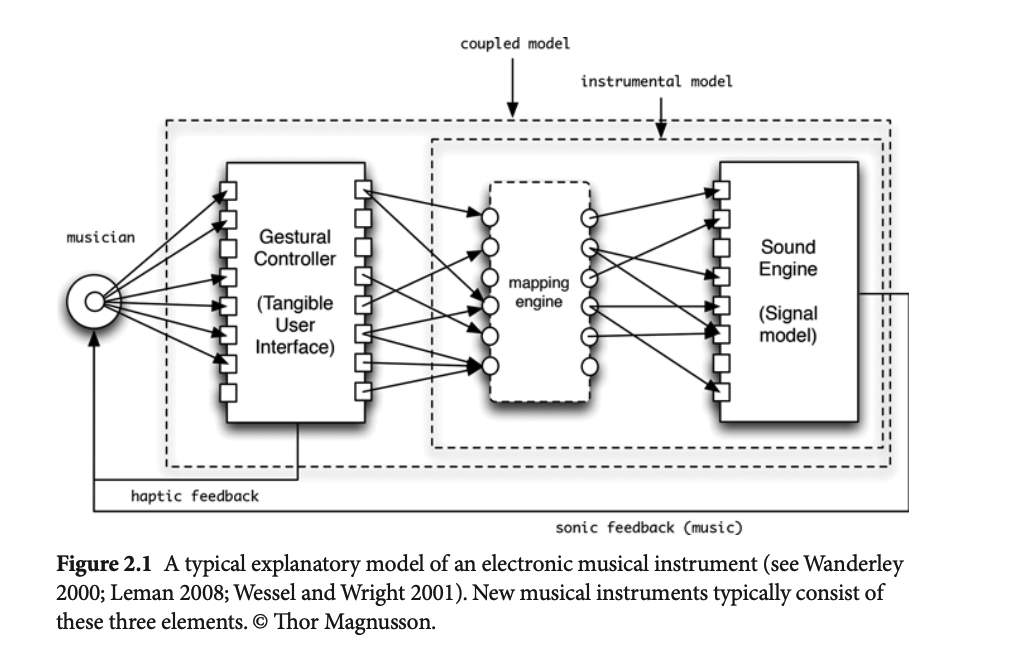 coupled model
instrumental model
musician
Gestural
Controller
(Tangible
User
Interface)
mapping
engine
Sound
Engine
(Signal
model)
haptic feedback
sonic feedback (music)
Figure 2.1 A typical explanatory model of an electronic musical instrument (see Wanderley
2000; Leman 2008; Wessel and Wright 2001). New musical instruments typically consist of
these three elements. © Thor Magnusson.